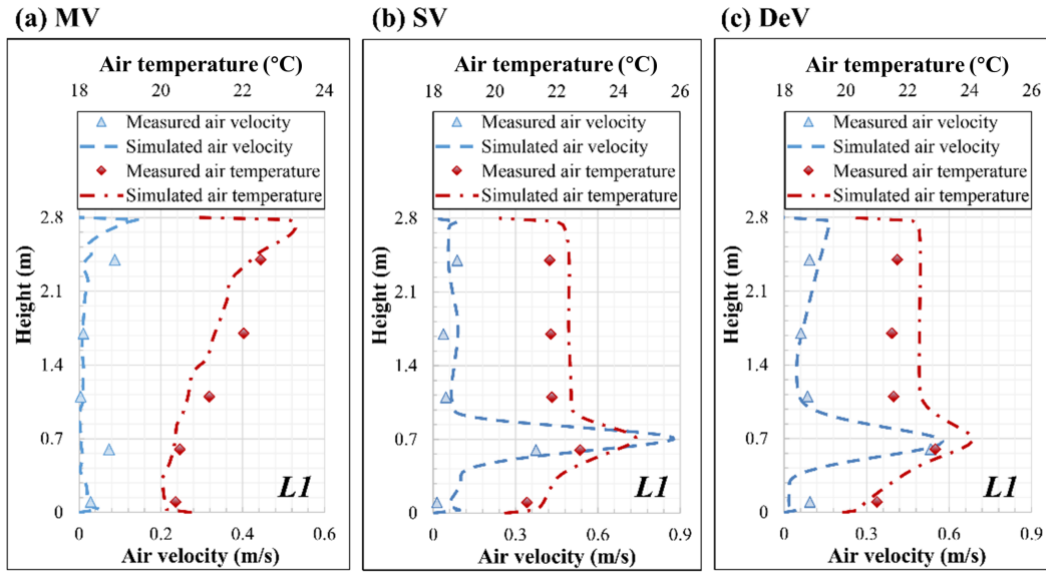 (a) MV
Air temperature (°C)
18 20 22 24
Measured air velocity
Simulated air velocity
Measured air temperature
Simulated air temperature
2.8
2.1
1.4
0.7
0
Height (m)
L1
0 0.2 0.4 0.6
Air velocity (m/s)
(b) SV
Air temperature (°C)
18 20 22 24 26
Measured air velocity
Simulated air velocity
Measured air temperature
Simulated air temperature
2.8
2.1
1.4
0.7
0
Height (m)
L1
0 0.3 0.6 0.9
Air velocity (m/s)
(c) DeV
Air temperature (°C)
18 20 22 24 26
Measured air velocity
Simulated air velocity
Measured air temperature
Simulated air temperature
2.8
2.1
1.4
0.7
0
Height (m)
L1
0 0.3 0.6 0.9
Air velocity (m/s)